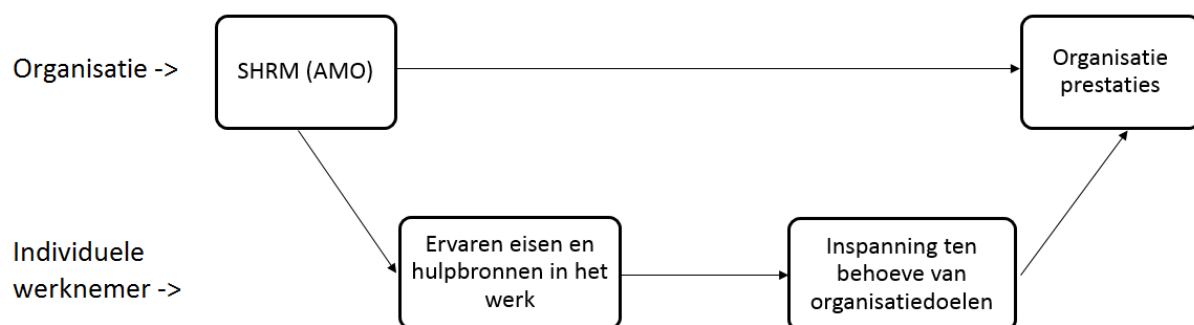 Organisatie ->
SHRM (AMO)
Organisatie
prestaties
Individuele
werknemer ->
Ervaren eisen en
hulpbronnen in het
werk
Inspanning ten
behoeve van
organisatiedoelen